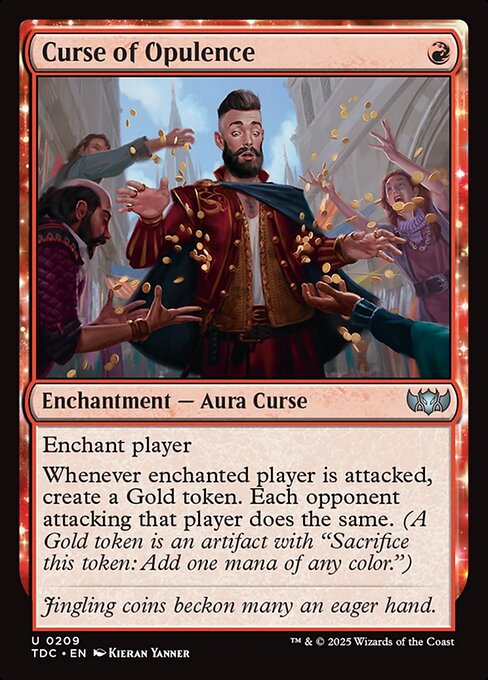 Curse of Opulence
Enchantment — Aura Curse
Enchant player
Whenever enchanted player is attacked,
create a Gold token. Each opponent
attacking that player does the same. (A
Gold token is an artifact with “Sacrifice
this token: Add one mana of any color.”)
Jingling coins beckon many an eager hand.
U 0209
TDC • EN Kieran Yanner
™ & © 2025 Wizards of the Coast